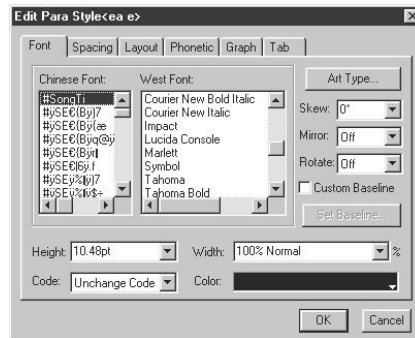 Edit Para Style<ea e>
Font Spacing Layout Phonetic Graph Tab
Chinese Font:
#SongTi
West Font:
Courier New Bold Italic
Courier New Italic
Impact
Lucida Console
Marlett
Symbol
Tahoma
Tahoma Bold
Art Type...
Skew: 0°
Mirror: Off
Rotate: Off
Custom Baseline
Set Baseline...
Height: 10.48pt Width: 100% Normal %
Code: Unchange Code Color:
OK Cancel